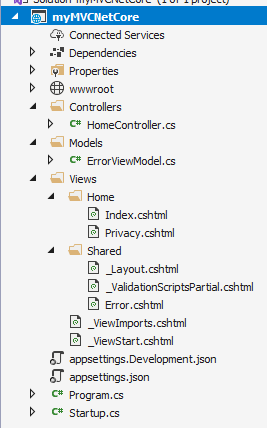 Solution 'myMVCNetCore' (1 of 1 project)
myMVCNetCore
Connected Services
Dependencies
Properties
wwwroot
Controllers
C# HomeController.cs
Models
C# ErrorViewModel.cs
Views
Home
Index.cshtml
Privacy.cshtml
Shared
_Layout.cshtml
_ValidationScriptsPartial.cshtml
Error.cshtml
_ViewImports.cshtml
_ViewStart.cshtml
appsettings.Development.json
appsettings.json
C# Program.cs
C# Startup.cs